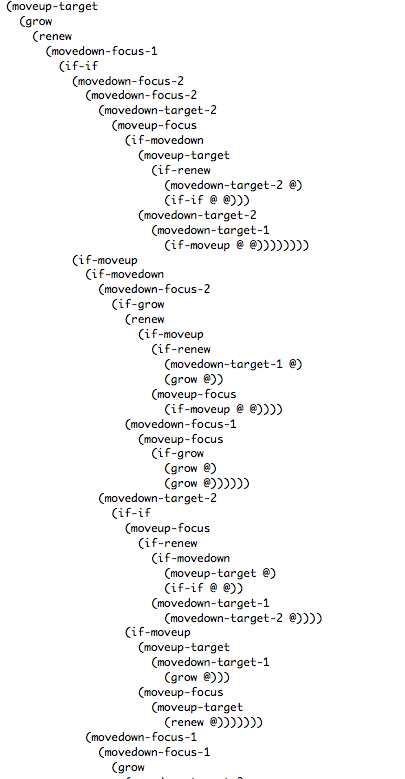 (moveup-target
(grow
(renew
(movedown-focus-1
(if-if
(movedown-focus-2
(movedown-focus-2
(movedown-target-2
(moveup-focus
(if-movedown
(moveup-target
(if-renew
(movedown-target-2 @)
(if-if @ @)))
(movedown-target-2
(movedown-target-1
(if-moveup @ @))))))))
(if-moveup
(if-movedown
(movedown-focus-2
(if-grow
(renew
(if-moveup
(if-renew
(movedown-target-1 @)
(grow @))
(moveup-focus
(if-moveup @ @))))
(movedown-focus-1
(moveup-focus
(if-grow
(grow @)
(grow @))))))
(movedown-target-2
(if-if
(moveup-focus
(if-renew
(if-movedown
(moveup-target @)
(if-if @ @))
(movedown-target-1
(movedown-target-2 @))))
(if-moveup
(moveup-target
(movedown-target-1
(grow @)))
(moveup-focus
(moveup-target
(renew @)))))))
(movedown-focus-1
(movedown-focus-1
(grow